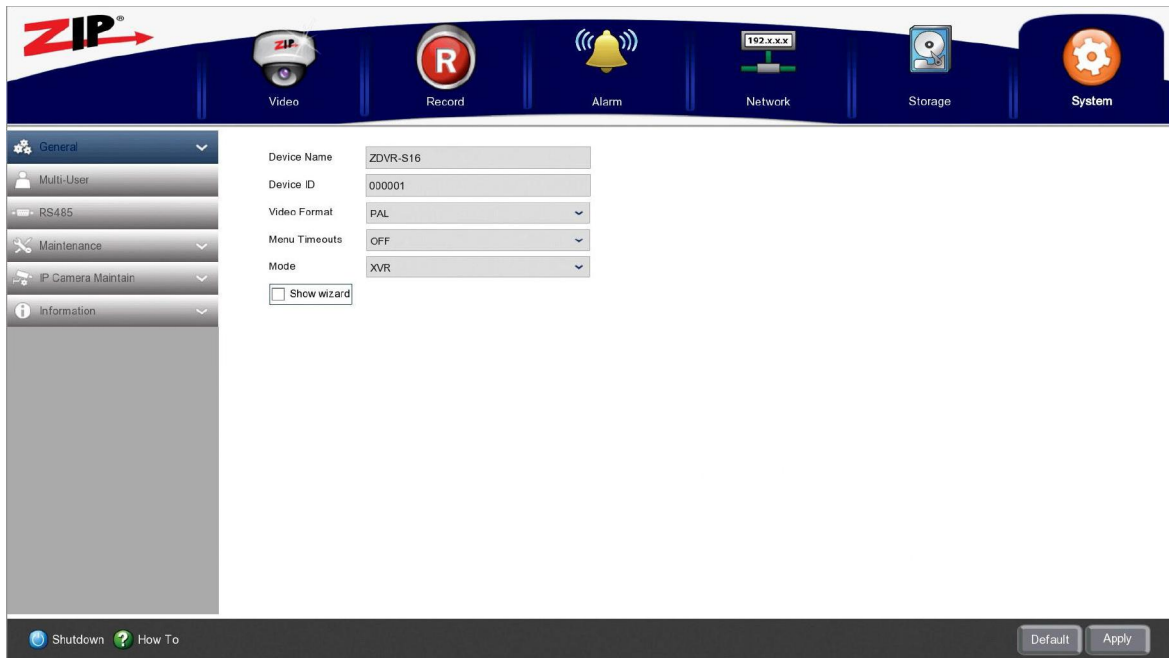 ZIP®
ZIP
R
192.x.x.x
Video
Record
Alarm
Network
Storage
System
General
Multi-User
RS485
Maintenance
IP Camera Maintain
Information
Device Name ZDVR-S16
Device ID 000001
Video Format PAL
Menu Timeouts OFF
Mode XVR
Show wizard
Shutdown ? How To
Default Apply